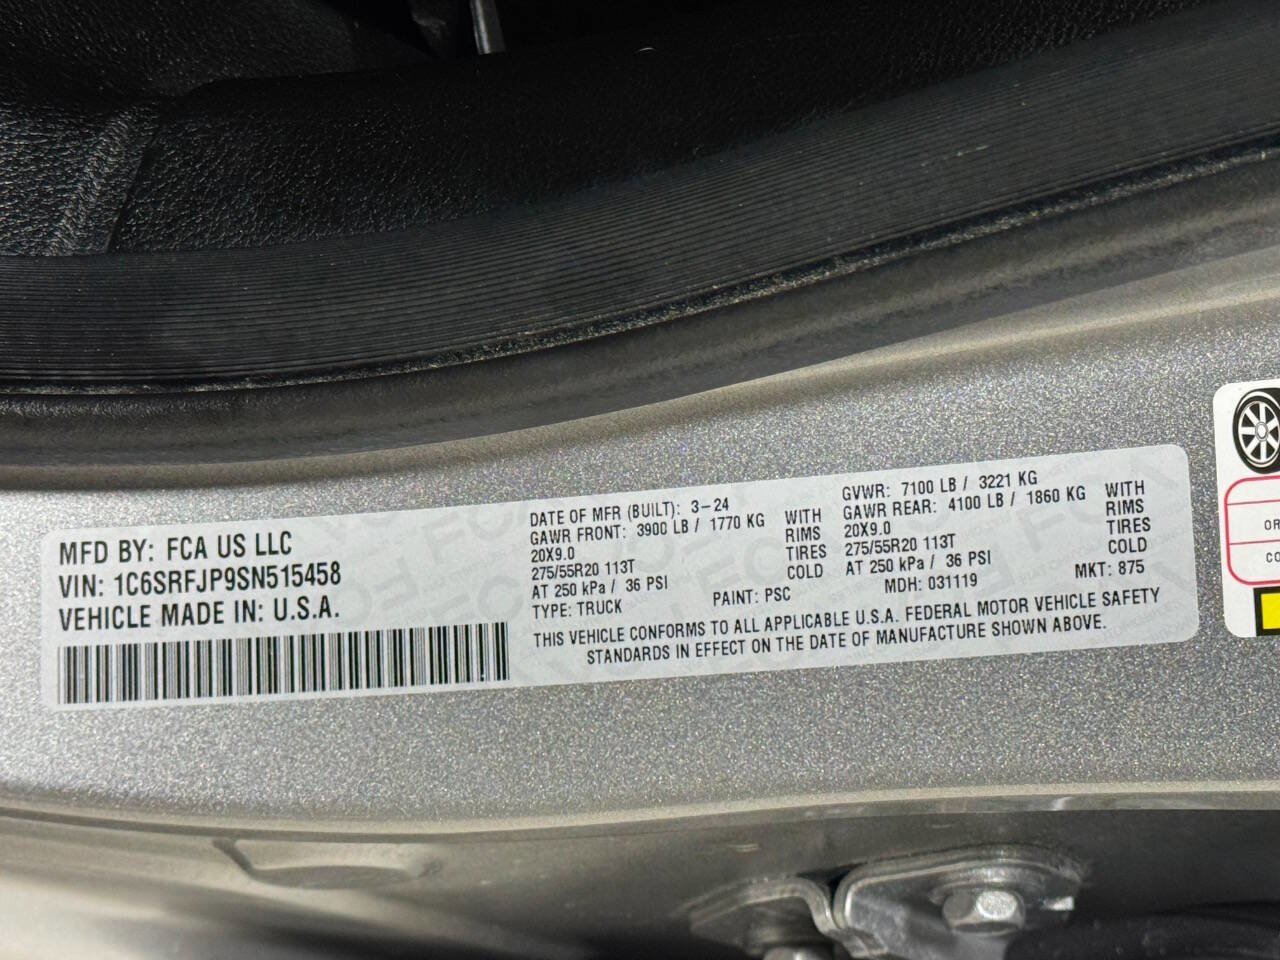 MFD BY: FCA US LLC
VIN: 1C6SRFJP9SN515458
VEHICLE MADE IN: U.S.A.
DATE OF MFR (BUILT): 3-24
GAWR FRONT: 3900 LB / 1770 KG WITH
20X9.0 RIMS
275/55R20 113T TIRES
AT 250 kPa / 36 PSI COLD
TYPE: TRUCK PAINT: PSC
GVWR: 7100 LB / 3221 KG
GAWR REAR: 4100 LB / 1860 KG WITH
20X9.0 RIMS
275/55R20 113T TIRES
AT 250 kPa / 36 PSI COLD
MDH: 031119 MKT: 875
THIS VEHICLE CONFORMS TO ALL APPLICABLE U.S.A. FEDERAL MOTOR VEHICLE SAFETY
STANDARDS IN EFFECT ON THE DATE OF MANUFACTURE SHOWN ABOVE.
OR
CO